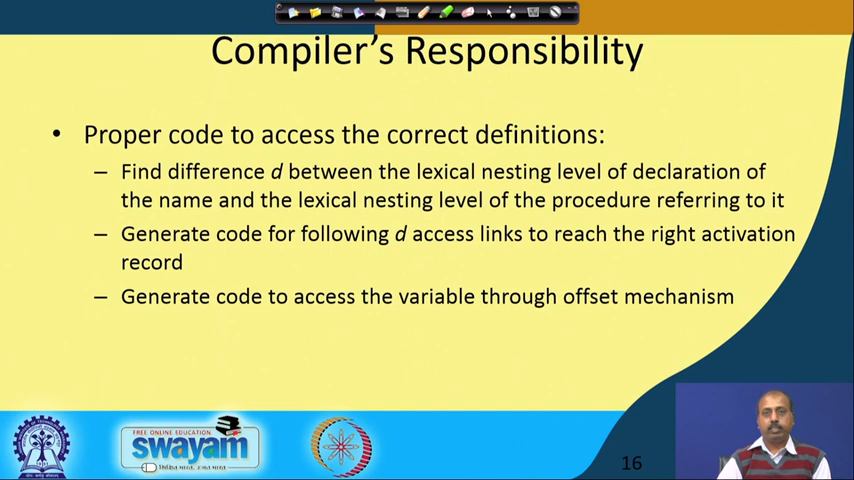 Compiler's Responsibility
• Proper code to access the correct definitions:
– Find difference d between the lexical nesting level of declaration of
the name and the lexical nesting level of the procedure referring to it
– Generate code for following d access links to reach the right activation
record
– Generate code to access the variable through offset mechanism
FREE ONLINE EDUCATION
swayam
16